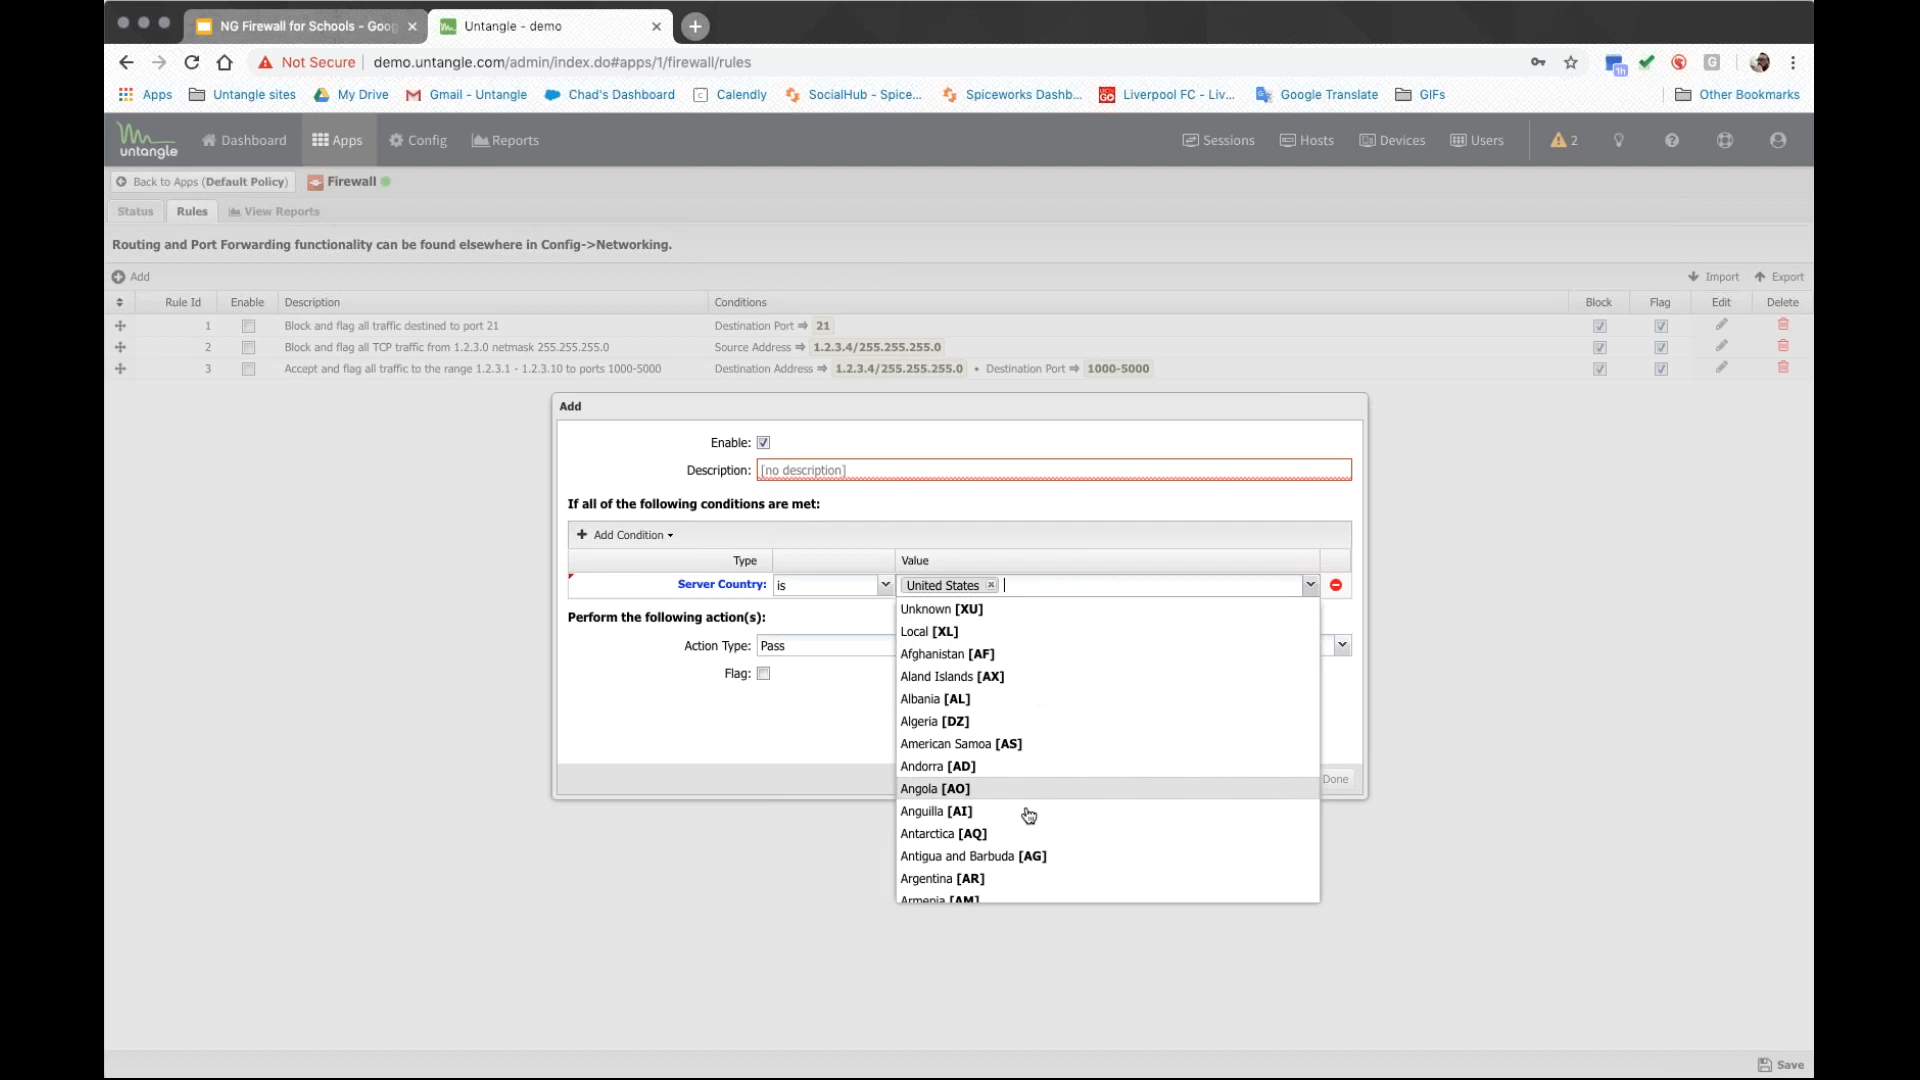 NG Firewall for Schools - Goog
Untangle - demo
Not Secure | demo.untangle.com/admin/index.do#apps/1/firewall/rules
Apps Untangle sites My Drive Gmail - Untangle Chad's Dashboard Calendly SocialHub - Spice... Spiceworks Dashb... Liverpool FC - Liv... Google Translate GIFs Other Bookmarks
untangle Dashboard Apps Config Reports Sessions Hosts Devices Users 2
Back to Apps (Default Policy) Firewall
Status Rules View Reports
Routing and Port Forwarding functionality can be found elsewhere in Config->Networking.
Add Import Export
Rule Id Enable Description Conditions Block Flag Edit Delete
1 Block and flag all traffic destined to port 21 Destination Port ⇒ 21
2 Block and flag all TCP traffic from 1.2.3.0 netmask 255.255.255.0 Source Address ⇒ 1.2.3.4/255.255.255.0
3 Accept and flag all traffic to the range 1.2.3.1 - 1.2.3.10 to ports 1000-5000 Destination Address ⇒ 1.2.3.4/255.255.255.0 • Destination Port ⇒ 1000-5000
Add
Enable:
Description: [no description]
If all of the following conditions are met:
Add Condition
Type Value
Server Country: is United States
Unknown [XU]
Perform the following action(s):
Local [XL]
Action Type: Pass
Afghanistan [AF]
Flag:
Aland Islands [AX]
Albania [AL]
Algeria [DZ]
American Samoa [AS]
Andorra [AD]
Done
Angola [AO]
Anguilla [AI]
Antarctica [AQ]
Antigua and Barbuda [AG]
Argentina [AR]
Armenia [AM]
Save